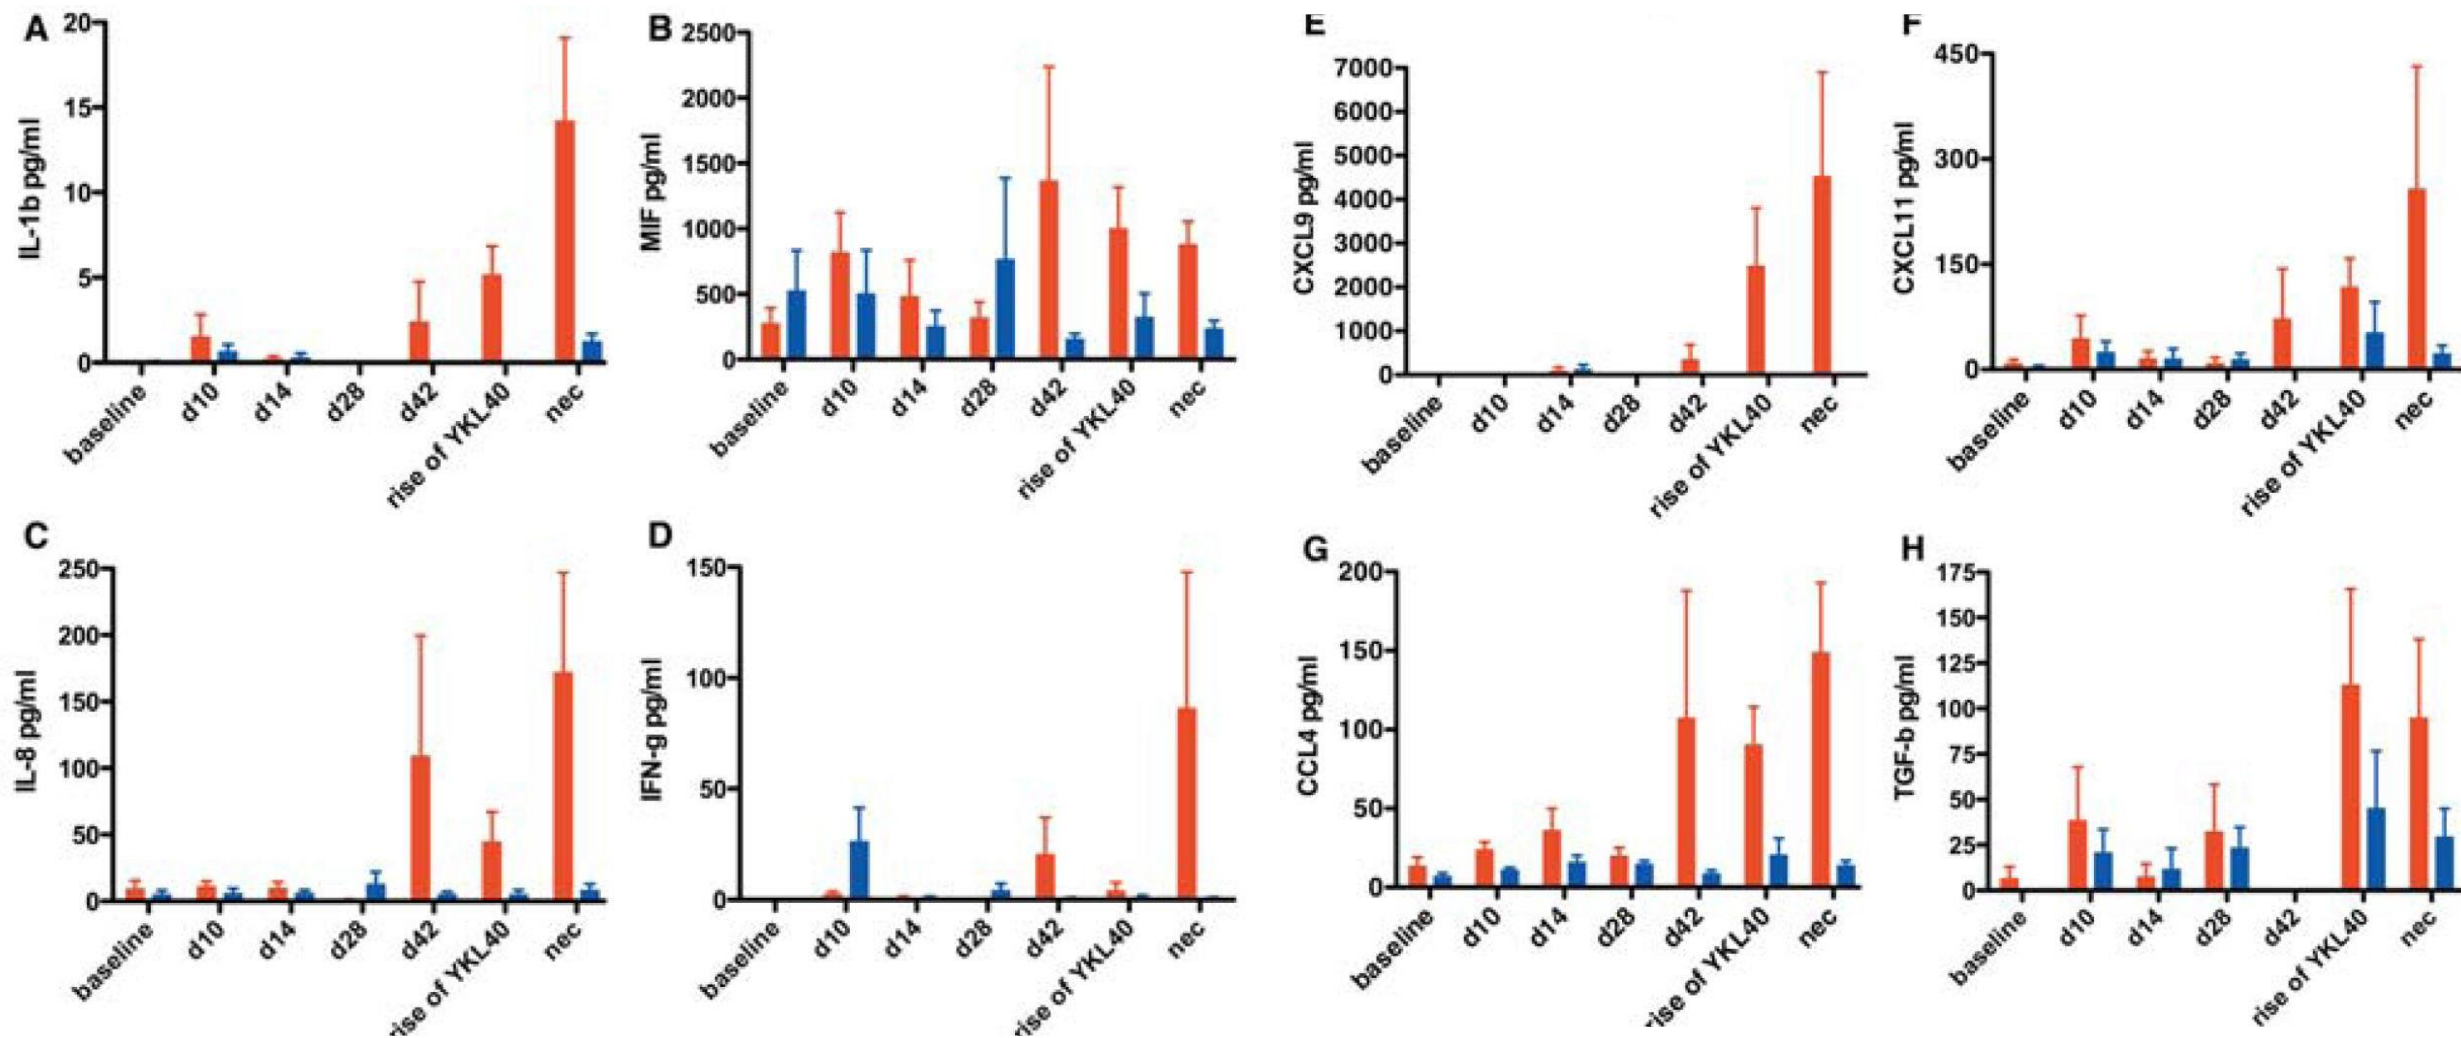 A
IL-1b pg/ml
20
15
10
5
0
baseline
d10
d14
d28
d42
rise of YKL40
nec
B
MIF pg/ml
2500
2000
1500
1000
500
0
baseline
d10
d14
d28
d42
rise of YKL40
nec
E
CXCL9 pg/ml
7000
6000
5000
4000
3000
2000
1000
0
baseline
d10
d14
d28
d42
rise of YKL40
nec
F
CXCL11 pg/ml
450
300
150
0
baseline
d10
d14
d28
d42
rise of YKL40
nec
C
IL-8 pg/ml
250
200
150
100
50
0
baseline
d10
d14
d28
d42
rise of YKL40
nec
D
IFN-g pg/ml
150
100
50
0
baseline
d10
d14
d28
d42
rise of YKL40
nec
G
CCL4 pg/ml
200
150
100
50
0
baseline
d10
d14
d28
d42
rise of YKL40
nec
H
TGF-b pg/ml
175
150
125
100
75
50
25
0
baseline
d10
d14
d28
d42
rise of YKL40
nec